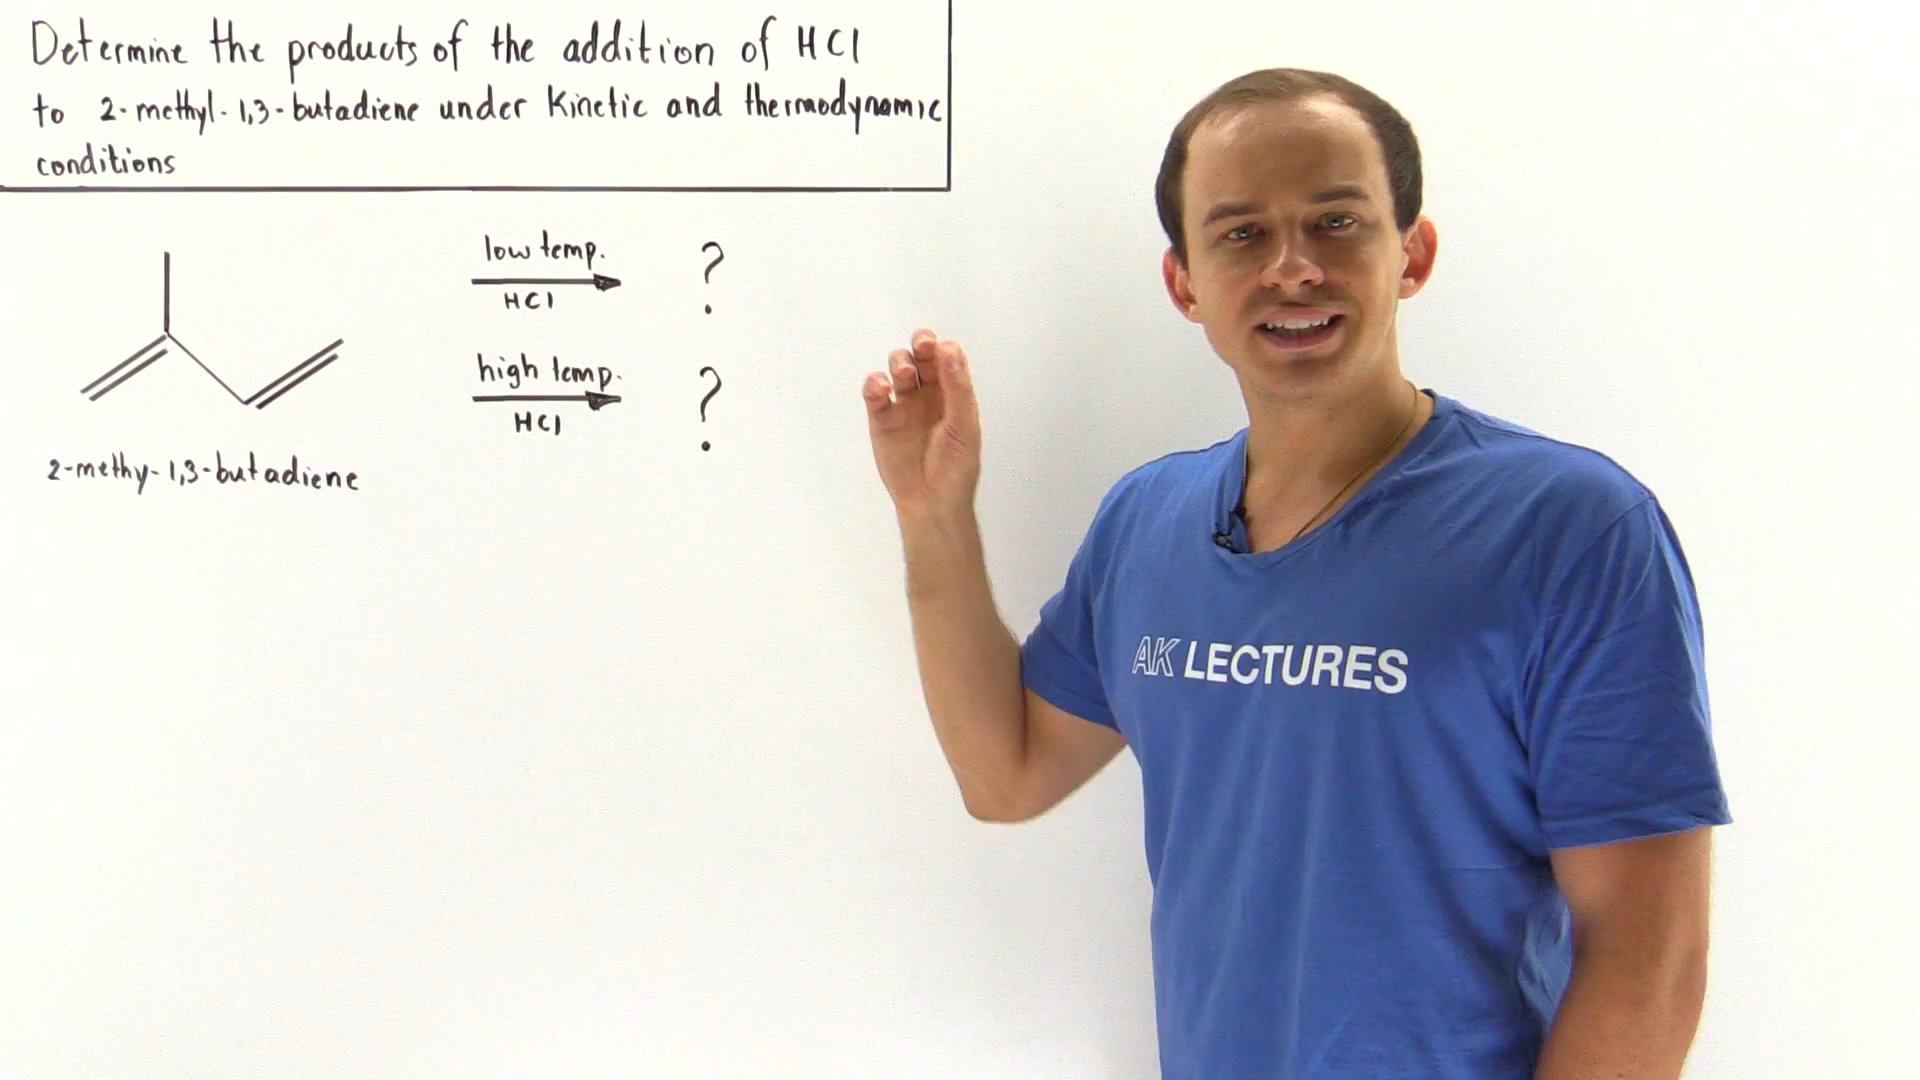 Determine the products of the addition of HCl
to 2-methyl-1,3-butadiene under Kinetic and thermodynamic
conditions
low temp.
HCl
?
high temp.
HCl
?
2-methy-1,3-butadiene
AK LECTURES